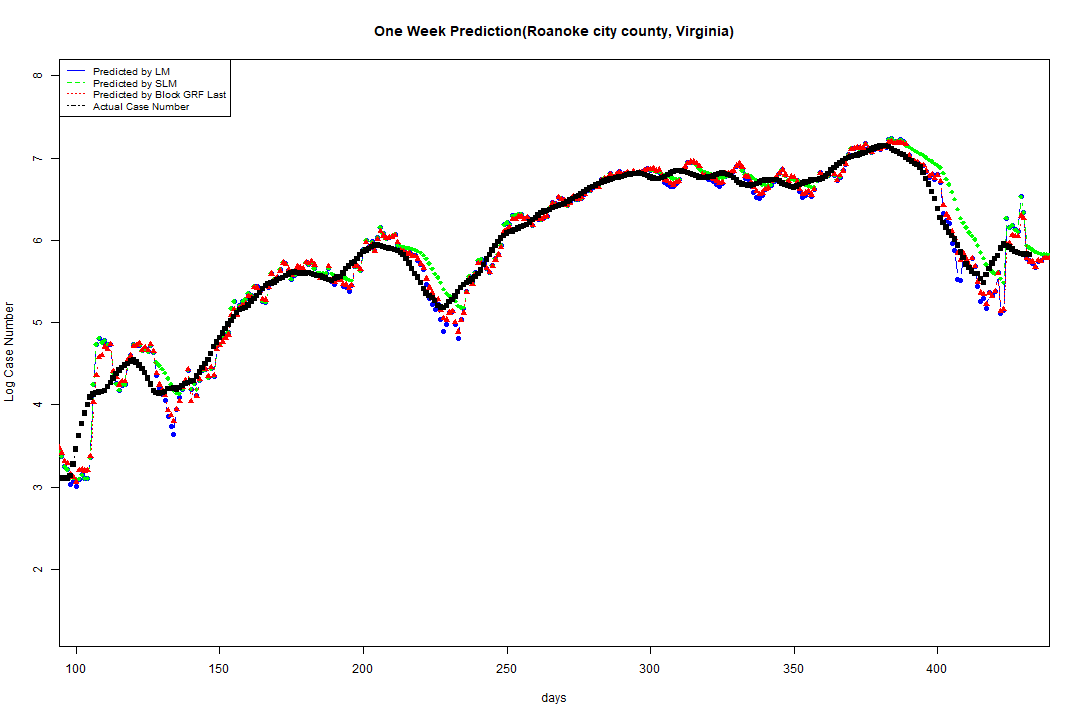 One Week Prediction(Roanoke city county, Virginia)
Predicted by LM
Predicted by SLM
Predicted by Block GRF Last
Actual Case Number
8
7
6
5
4
3
2
Log Case Number
100 150 200 250 300 350 400
days